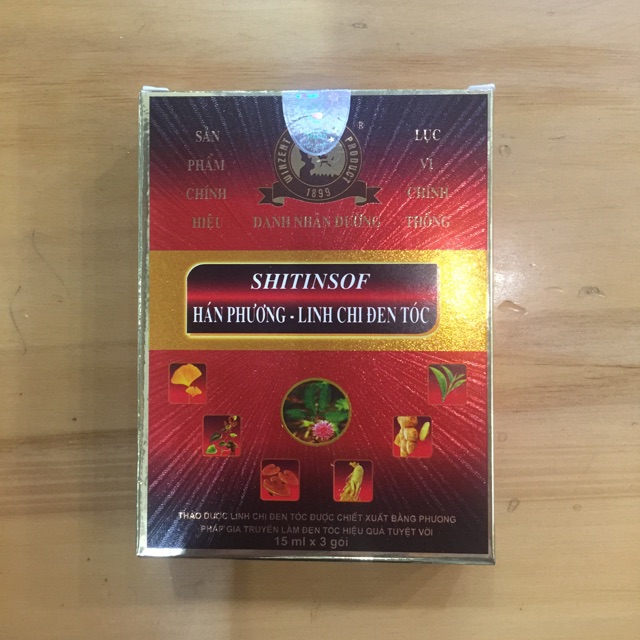 SẢN
PHẨM
CHÍNH
HIỆU
WINZENT PRODUCT
®
1899
DANH NHÂN ĐƯỜNG
LỤC
VỊ
CHÍNH
THỐNG
SHITINSOF
HÁN PHƯƠNG - LINH CHI ĐEN TÓC
THẢO DƯỢC LINH CHI ĐEN TÓC ĐƯỢC CHIẾT XUẤT BẰNG PHƯƠNG
PHÁP GIA TRUYỀN LÀM ĐEN TÓC HIỆU QUẢ TUYỆT VỜI
15 ml x 3 gói